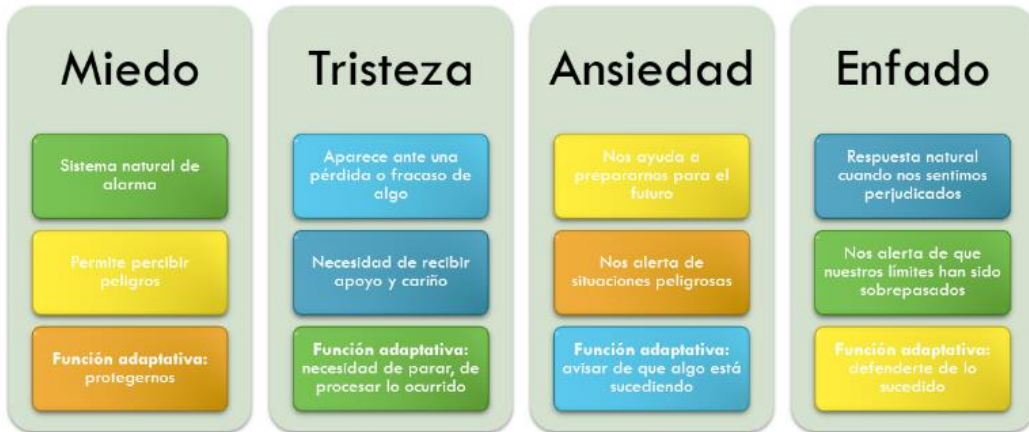 Miedo
Sistema natural de
alarma
Permite percibir
peligros
Función adaptativa:
protegernos
Tristeza
Aparece ante una
pérdida o fracaso de
algo
Necesidad de recibir
apoyo y cariño
Función adaptativa:
necesidad de parar, de
procesar lo ocurrido
Ansiedad
Nos ayuda a
prepararnos para el
futuro
Nos alerta de
situaciones peligrosas
Función adaptativa:
avisar de que algo está
sucediendo
Enfado
Respuesta natural
cuando nos sentimos
perjudicados
Nos alerta de que
nuestros límites han sido
sobrepasados
Función adaptativa:
defenderte de lo
sucedido